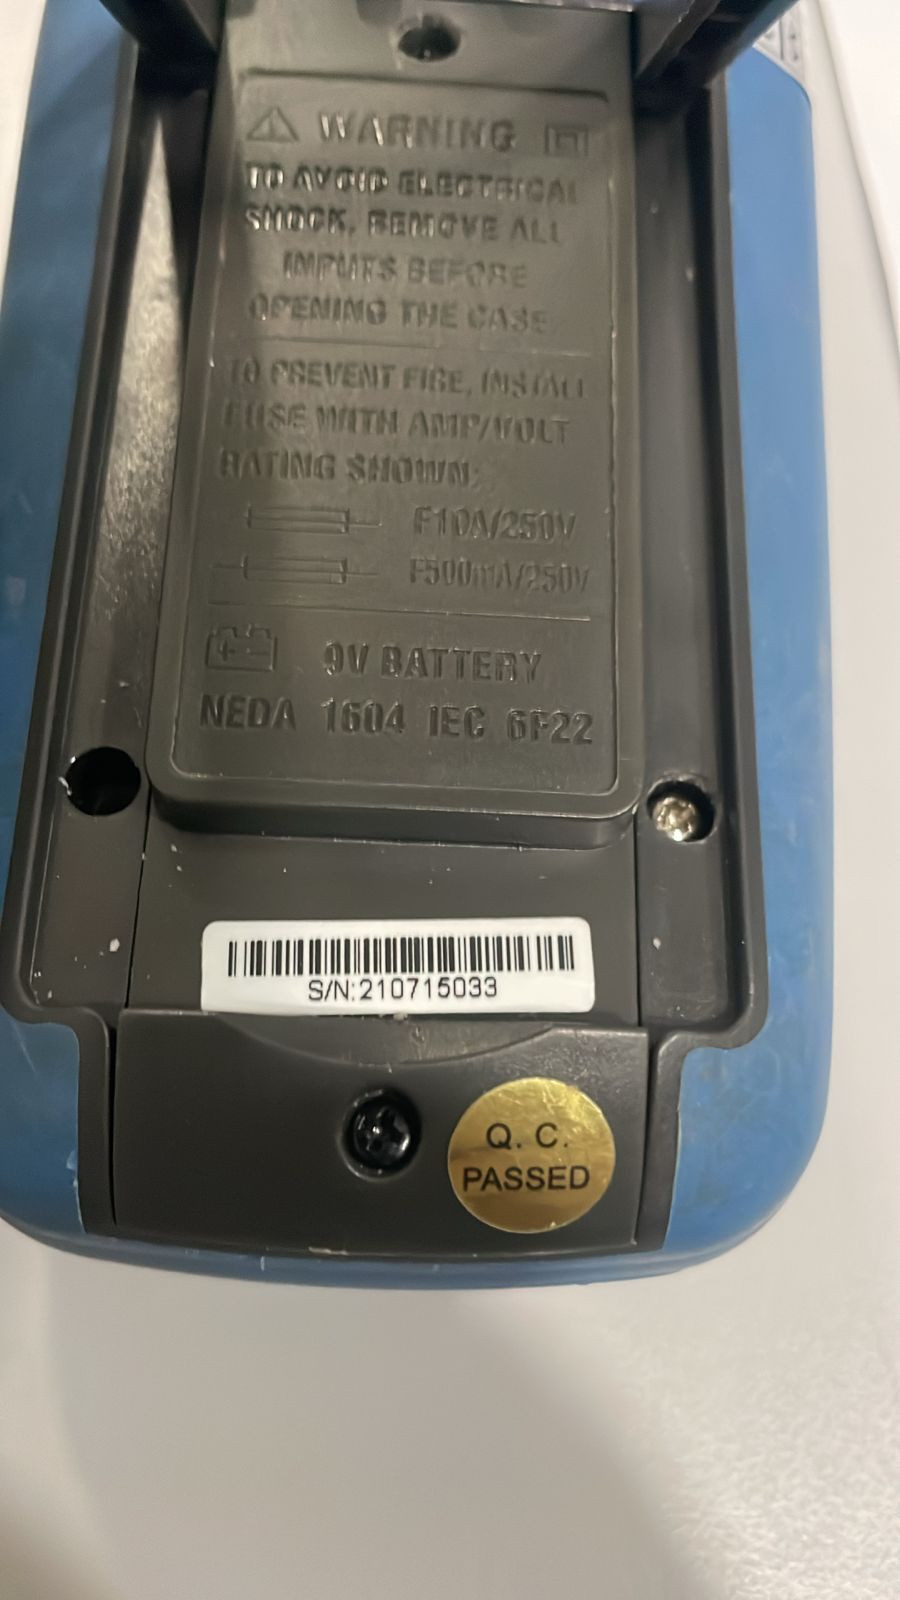 WARNING
TO AVOID ELECTRICAL
SHOCK, REMOVE ALL
INPUTS BEFORE
OPENING THE CASE
TO PREVENT FIRE, INSTALL
FUSE WITH AMP/VOLT
RATING SHOWN:
F10A/250V
F500mA/250V
9V BATTERY
NEDA 1604 IEC 6F22
S/N:210715033
Q. C.
PASSED